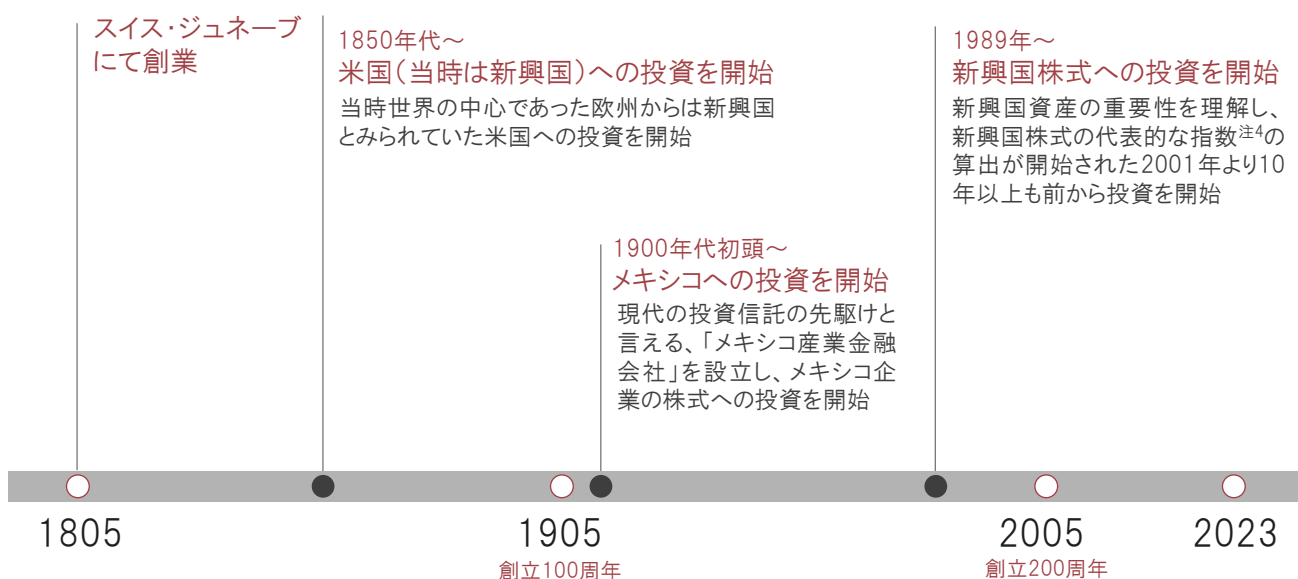 スイス・ジュネーブ
にて創業
1850年代～
米国（当時は新興国）への投資を開始
当時世界の中心であった欧州からは新興国
とみられていた米国への投資を開始
1900年代初頭～
メキシコへの投資を開始
現代の投資信託の先駆けと
言える、「メキシコ産業金融
会社」を設立し、メキシコ企
業の株式への投資を開始
1989年～
新興国株式への投資を開始
新興国資産の重要性を理解し、
新興国株式の代表的な指数注4の
算出が開始された2001年より10
年以上も前から投資を開始
1805
1905
創立100周年
2005
創立200周年
2023